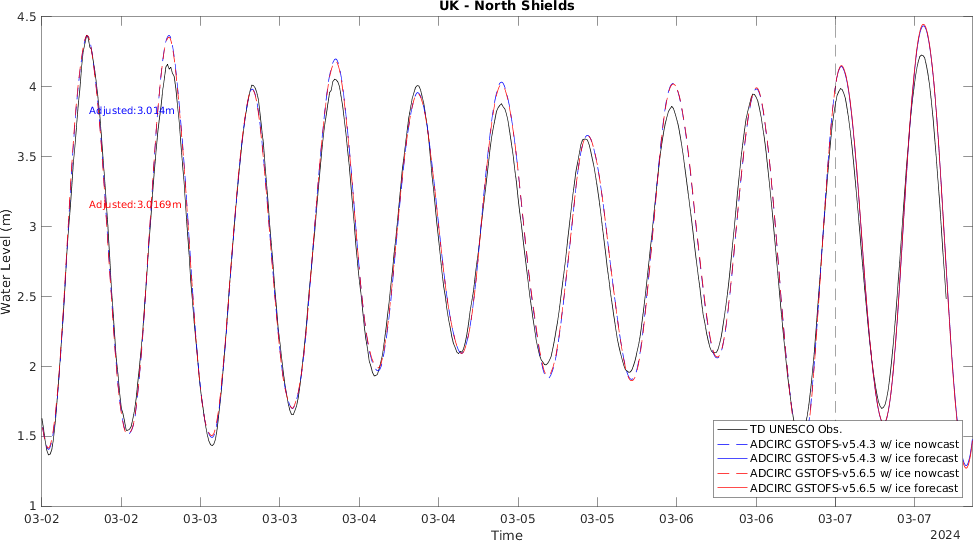 UK - North Shields
4.5
4
3.5
3
2.5
2
1.5
1
Water Level (m)
Adjusted:3.014m
Adjusted:3.0169m
TD UNESCO Obs.
ADCIRC GSTOFS-v5.4.3 w/ ice nowcast
ADCIRC GSTOFS-v5.4.3 w/ ice forecast
ADCIRC GSTOFS-v5.6.5 w/ ice nowcast
ADCIRC GSTOFS-v5.6.5 w/ ice forecast
03-02 03-02 03-03 03-03 03-04 03-04 03-05 03-05 03-06 03-06 03-07 03-07
Time
2024